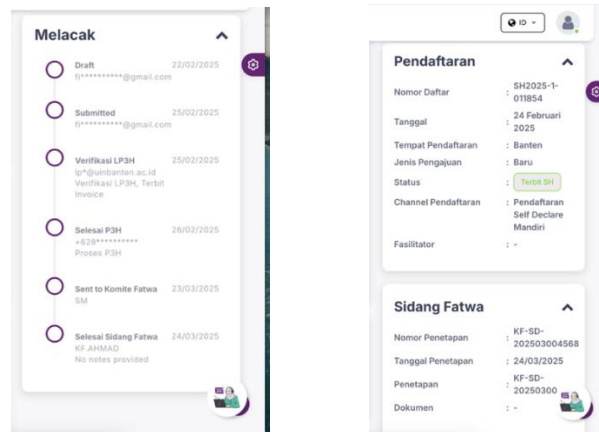 Melacak
Draft 22/02/2025
fi**********@gmail.com
Submitted 25/02/2025
fi**********@gmail.com
Verifikasi LP3H 25/02/2025
lp*@uinbanten.ac.id
Verifikasi LP3H, Terbit
Invoice
Selesai P3H 26/02/2025
+628**********
Proses P3H
Sent to Komite Fatwa 23/03/2025
SM
Selesai Sidang Fatwa 24/03/2025
KF.AHMAD
No notes provided
ID
Pendaftaran
Nomor Daftar : SH2025-1-
011854
Tanggal : 24 Februari
2025
Tempat Pendaftaran : Banten
Jenis Pengajuan : Baru
Status : Terbit SH
Channel Pendaftaran : Pendaftaran
Self Declare
Mandiri
Fasilitator : -
Sidang Fatwa
Nomor Penetapan : KF-SD-
202503004568
Tanggal Penetapan : 24/03/2025
Penetapan : KF-SD-
20250300
Dokumen : -